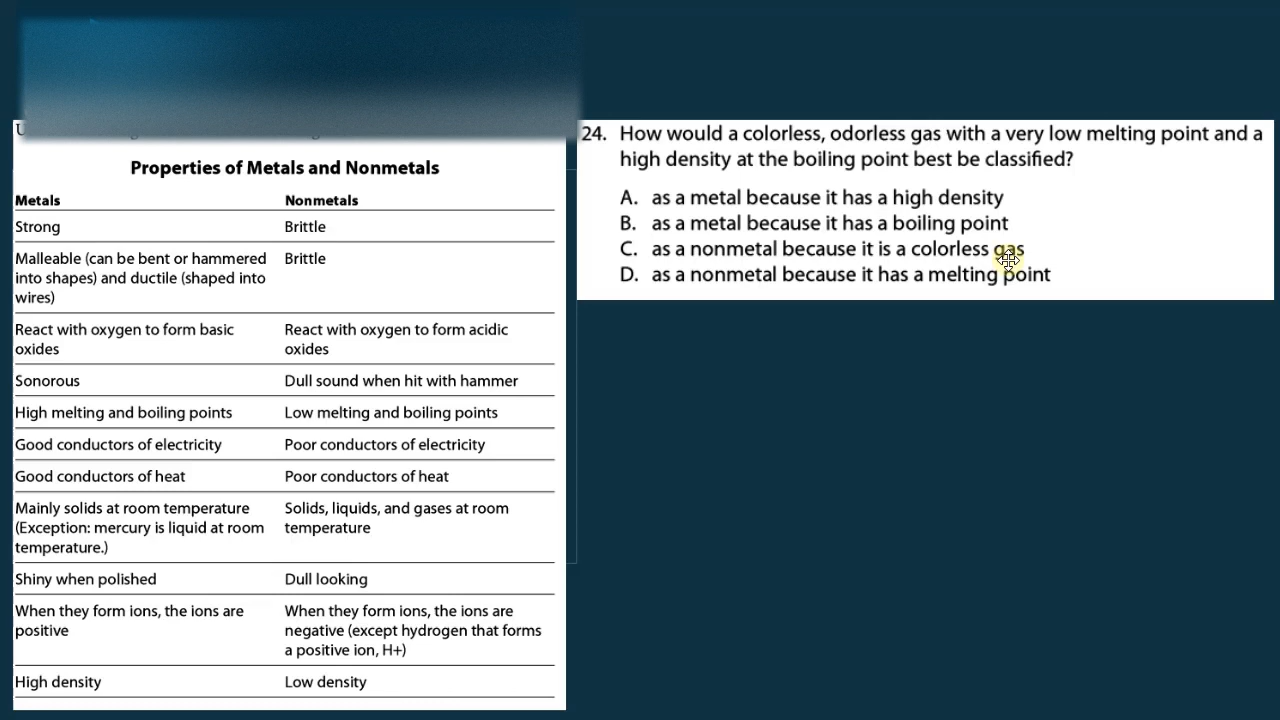 Properties of Metals and Nonmetals
Metals Nonmetals
Strong Brittle
Malleable (can be bent or hammered Brittle
into shapes) and ductile (shaped into
wires)
React with oxygen to form basic React with oxygen to form acidic
oxides oxides
Sonorous Dull sound when hit with hammer
High melting and boiling points Low melting and boiling points
Good conductors of electricity Poor conductors of electricity
Good conductors of heat Poor conductors of heat
Mainly solids at room temperature Solids, liquids, and gases at room
(Exception: mercury is liquid at room temperature
temperature.)
Shiny when polished Dull looking
When they form ions, the ions are When they form ions, the ions are
positive negative (except hydrogen that forms
a positive ion, H+)
High density Low density
24. How would a colorless, odorless gas with a very low melting point and a
high density at the boiling point best be classified?
A. as a metal because it has a high density
B. as a metal because it has a boiling point
C. as a nonmetal because it is a colorless gas
D. as a nonmetal because it has a melting point